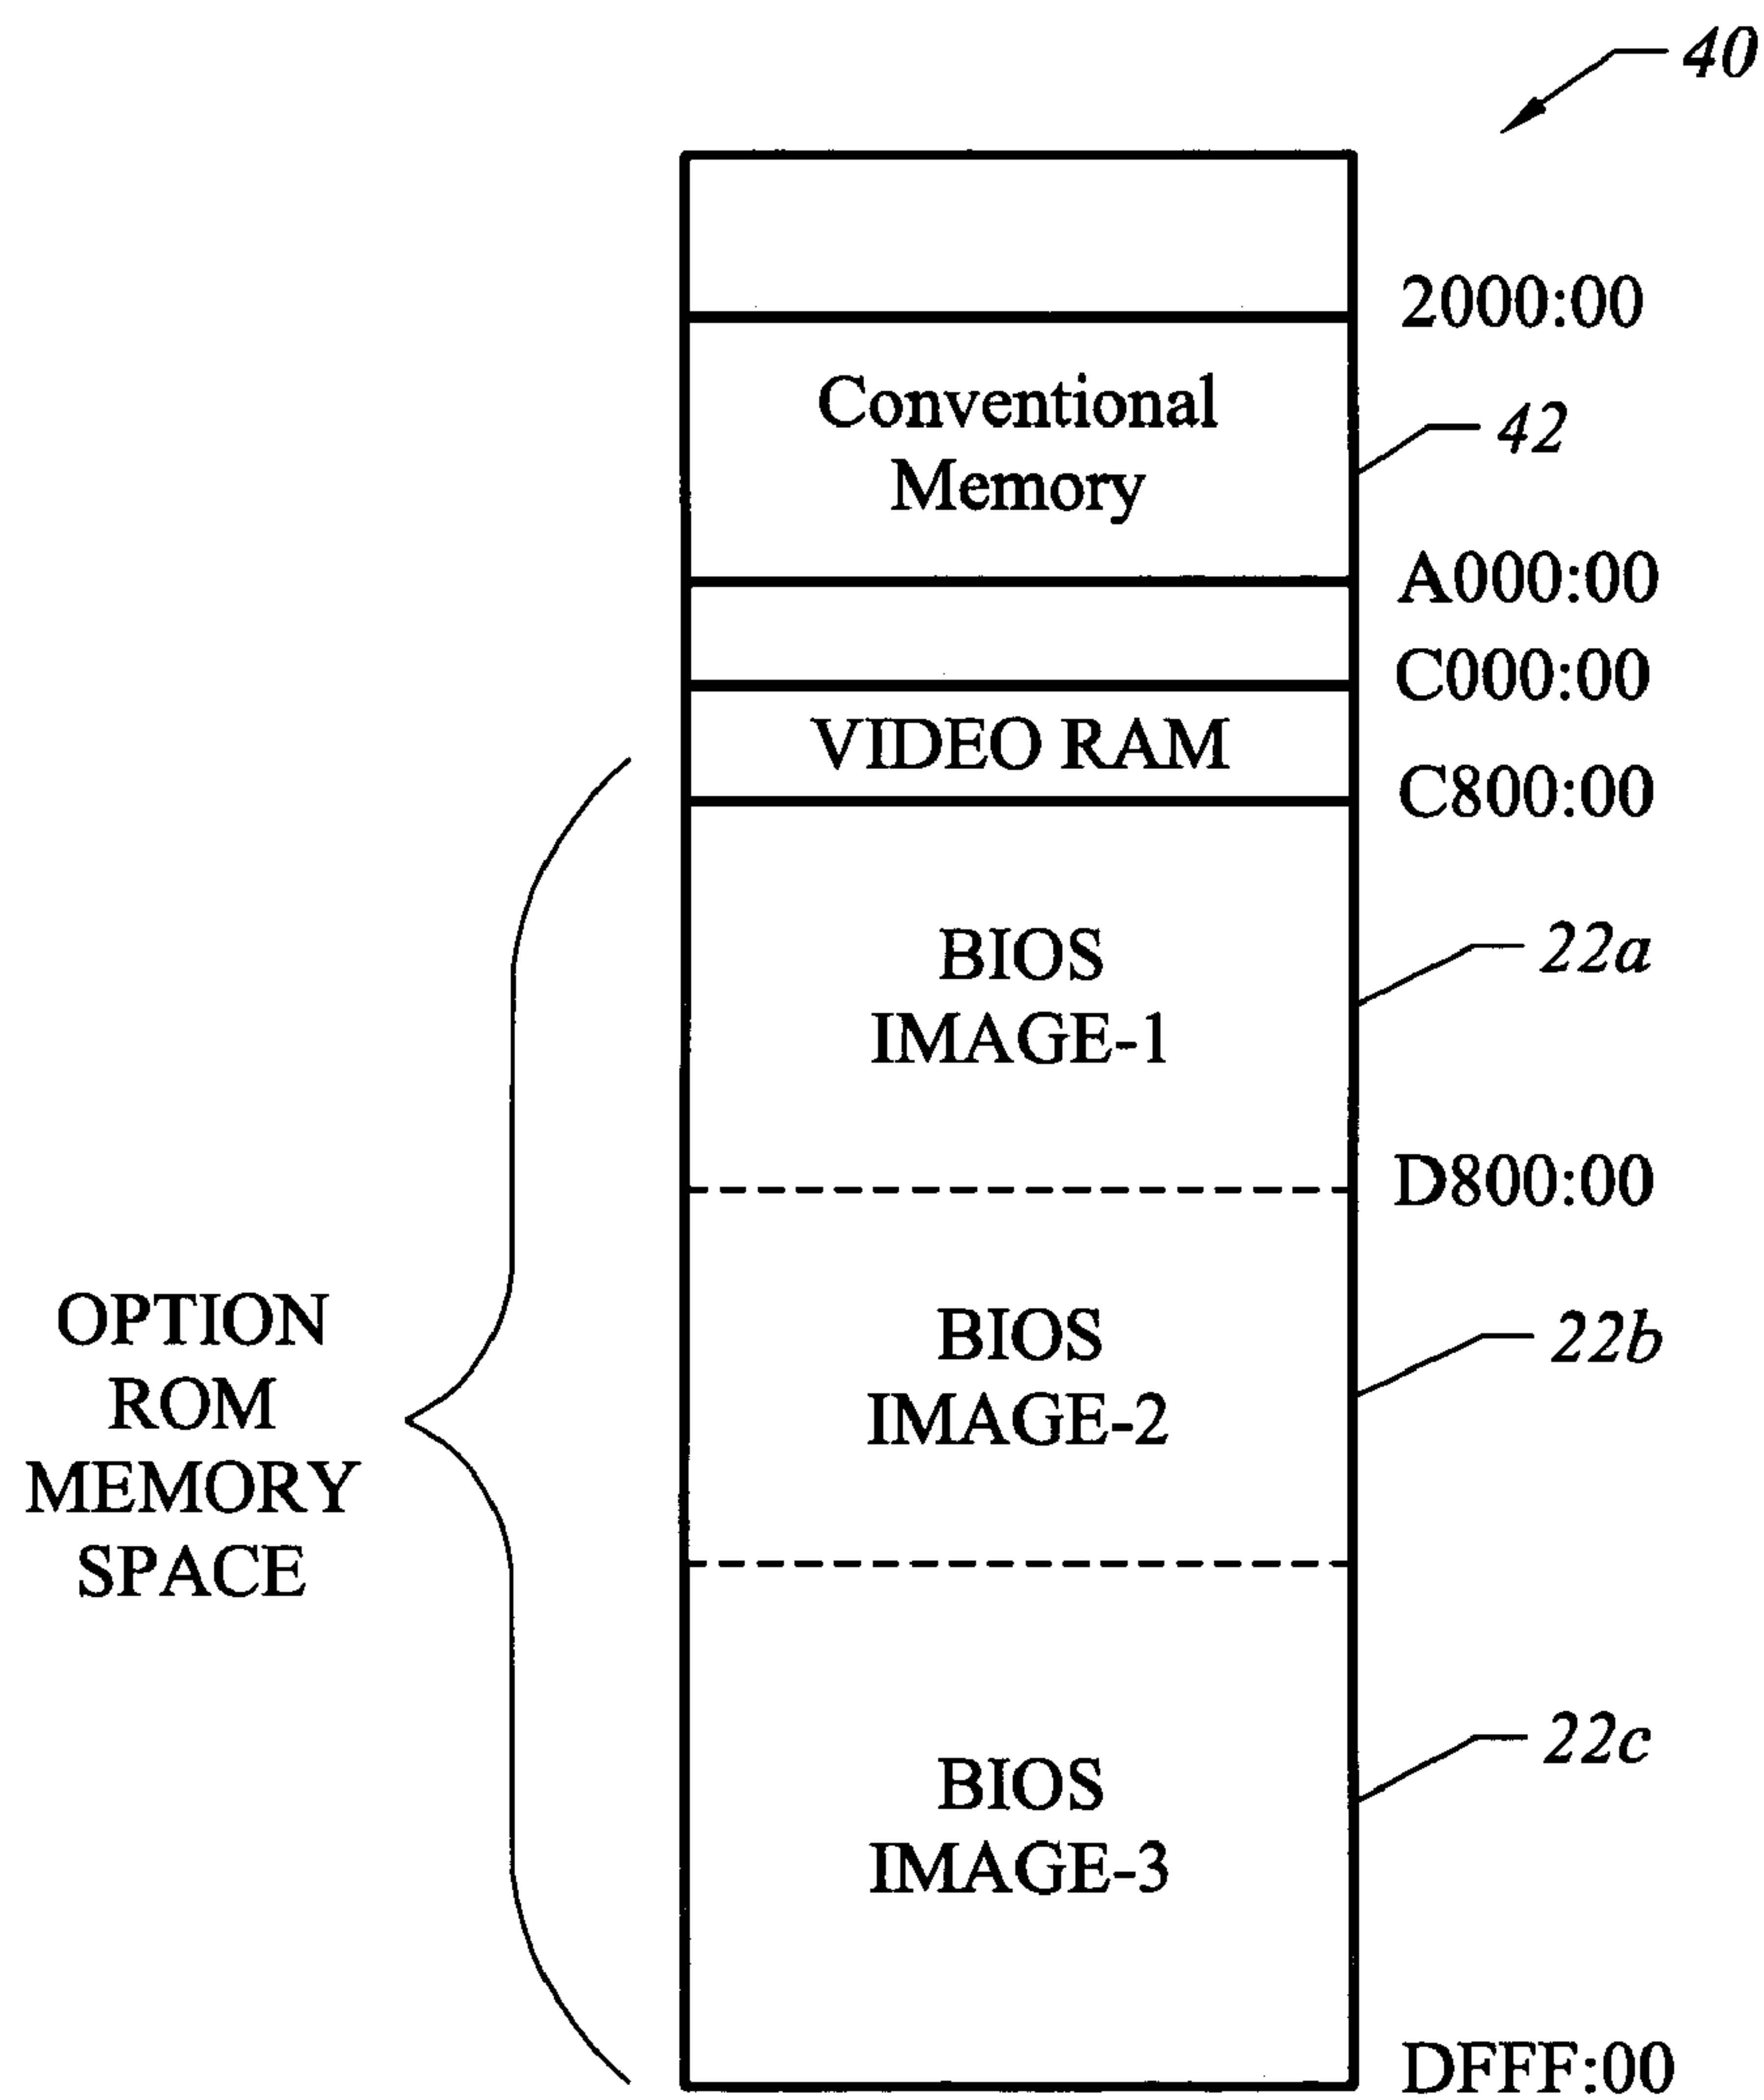 40
2000:00
Conventional
Memory
42
A000:00
C000:00
VIDEO RAM
C800:00
BIOS
IMAGE-1
22a
D800:00
BIOS
IMAGE-2
22b
OPTION
ROM
MEMORY
SPACE
BIOS
IMAGE-3
22c
DFFF:00